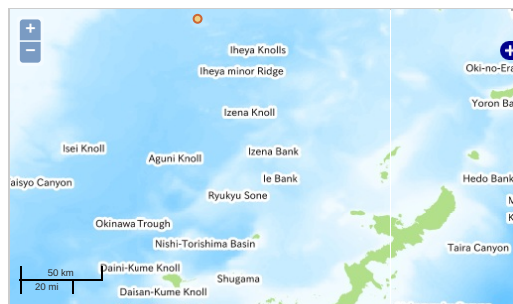 +
−
Iheya Knolls
Iheya minor Ridge
Oki-no-Era
Yoron Ba
Izena Knoll
Isei Knoll
Aguni Knoll
Izena Bank
aisyo Canyon
Ie Bank
Hedo Bank
Ryukyu Sone
M
K
Okinawa Trough
Nishi-Torishima Basin
Taira Canyon
50 km
20 mi
Daini-Kume Knoll
Shugama
Daisan-Kume Knoll